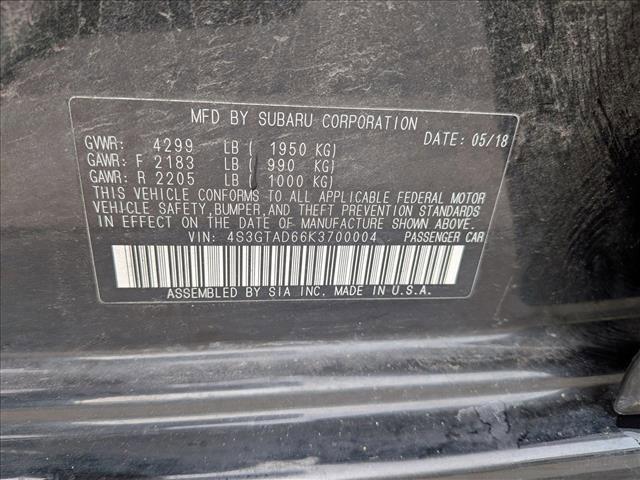 MFD BY SUBARU CORPORATION
DATE: 05/18
GVWR: 4299 LB ( 1950 KG)
GAWR: F 2183 LB ( 990 KG)
GAWR: R 2205 LB ( 1000 KG)
THIS VEHICLE CONFORMS TO ALL APPLICABLE FEDERAL MOTOR
VEHICLE SAFETY, BUMPER, AND THEFT PREVENTION STANDARDS
IN EFFECT ON THE DATE OF MANUFACTURE SHOWN ABOVE.
VIN: 4S3GTAD66K3700004 PASSENGER CAR
ASSEMBLED BY SIA INC. MADE IN U.S.A.